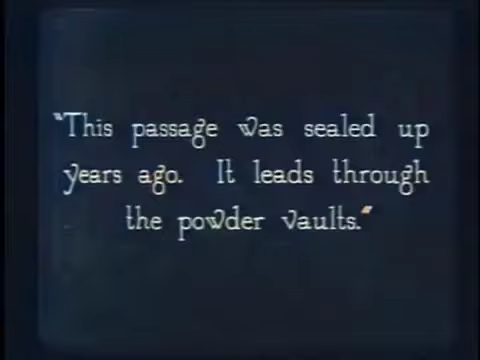 "This passage was sealed up
years ago. It leads through
the powder vaults."